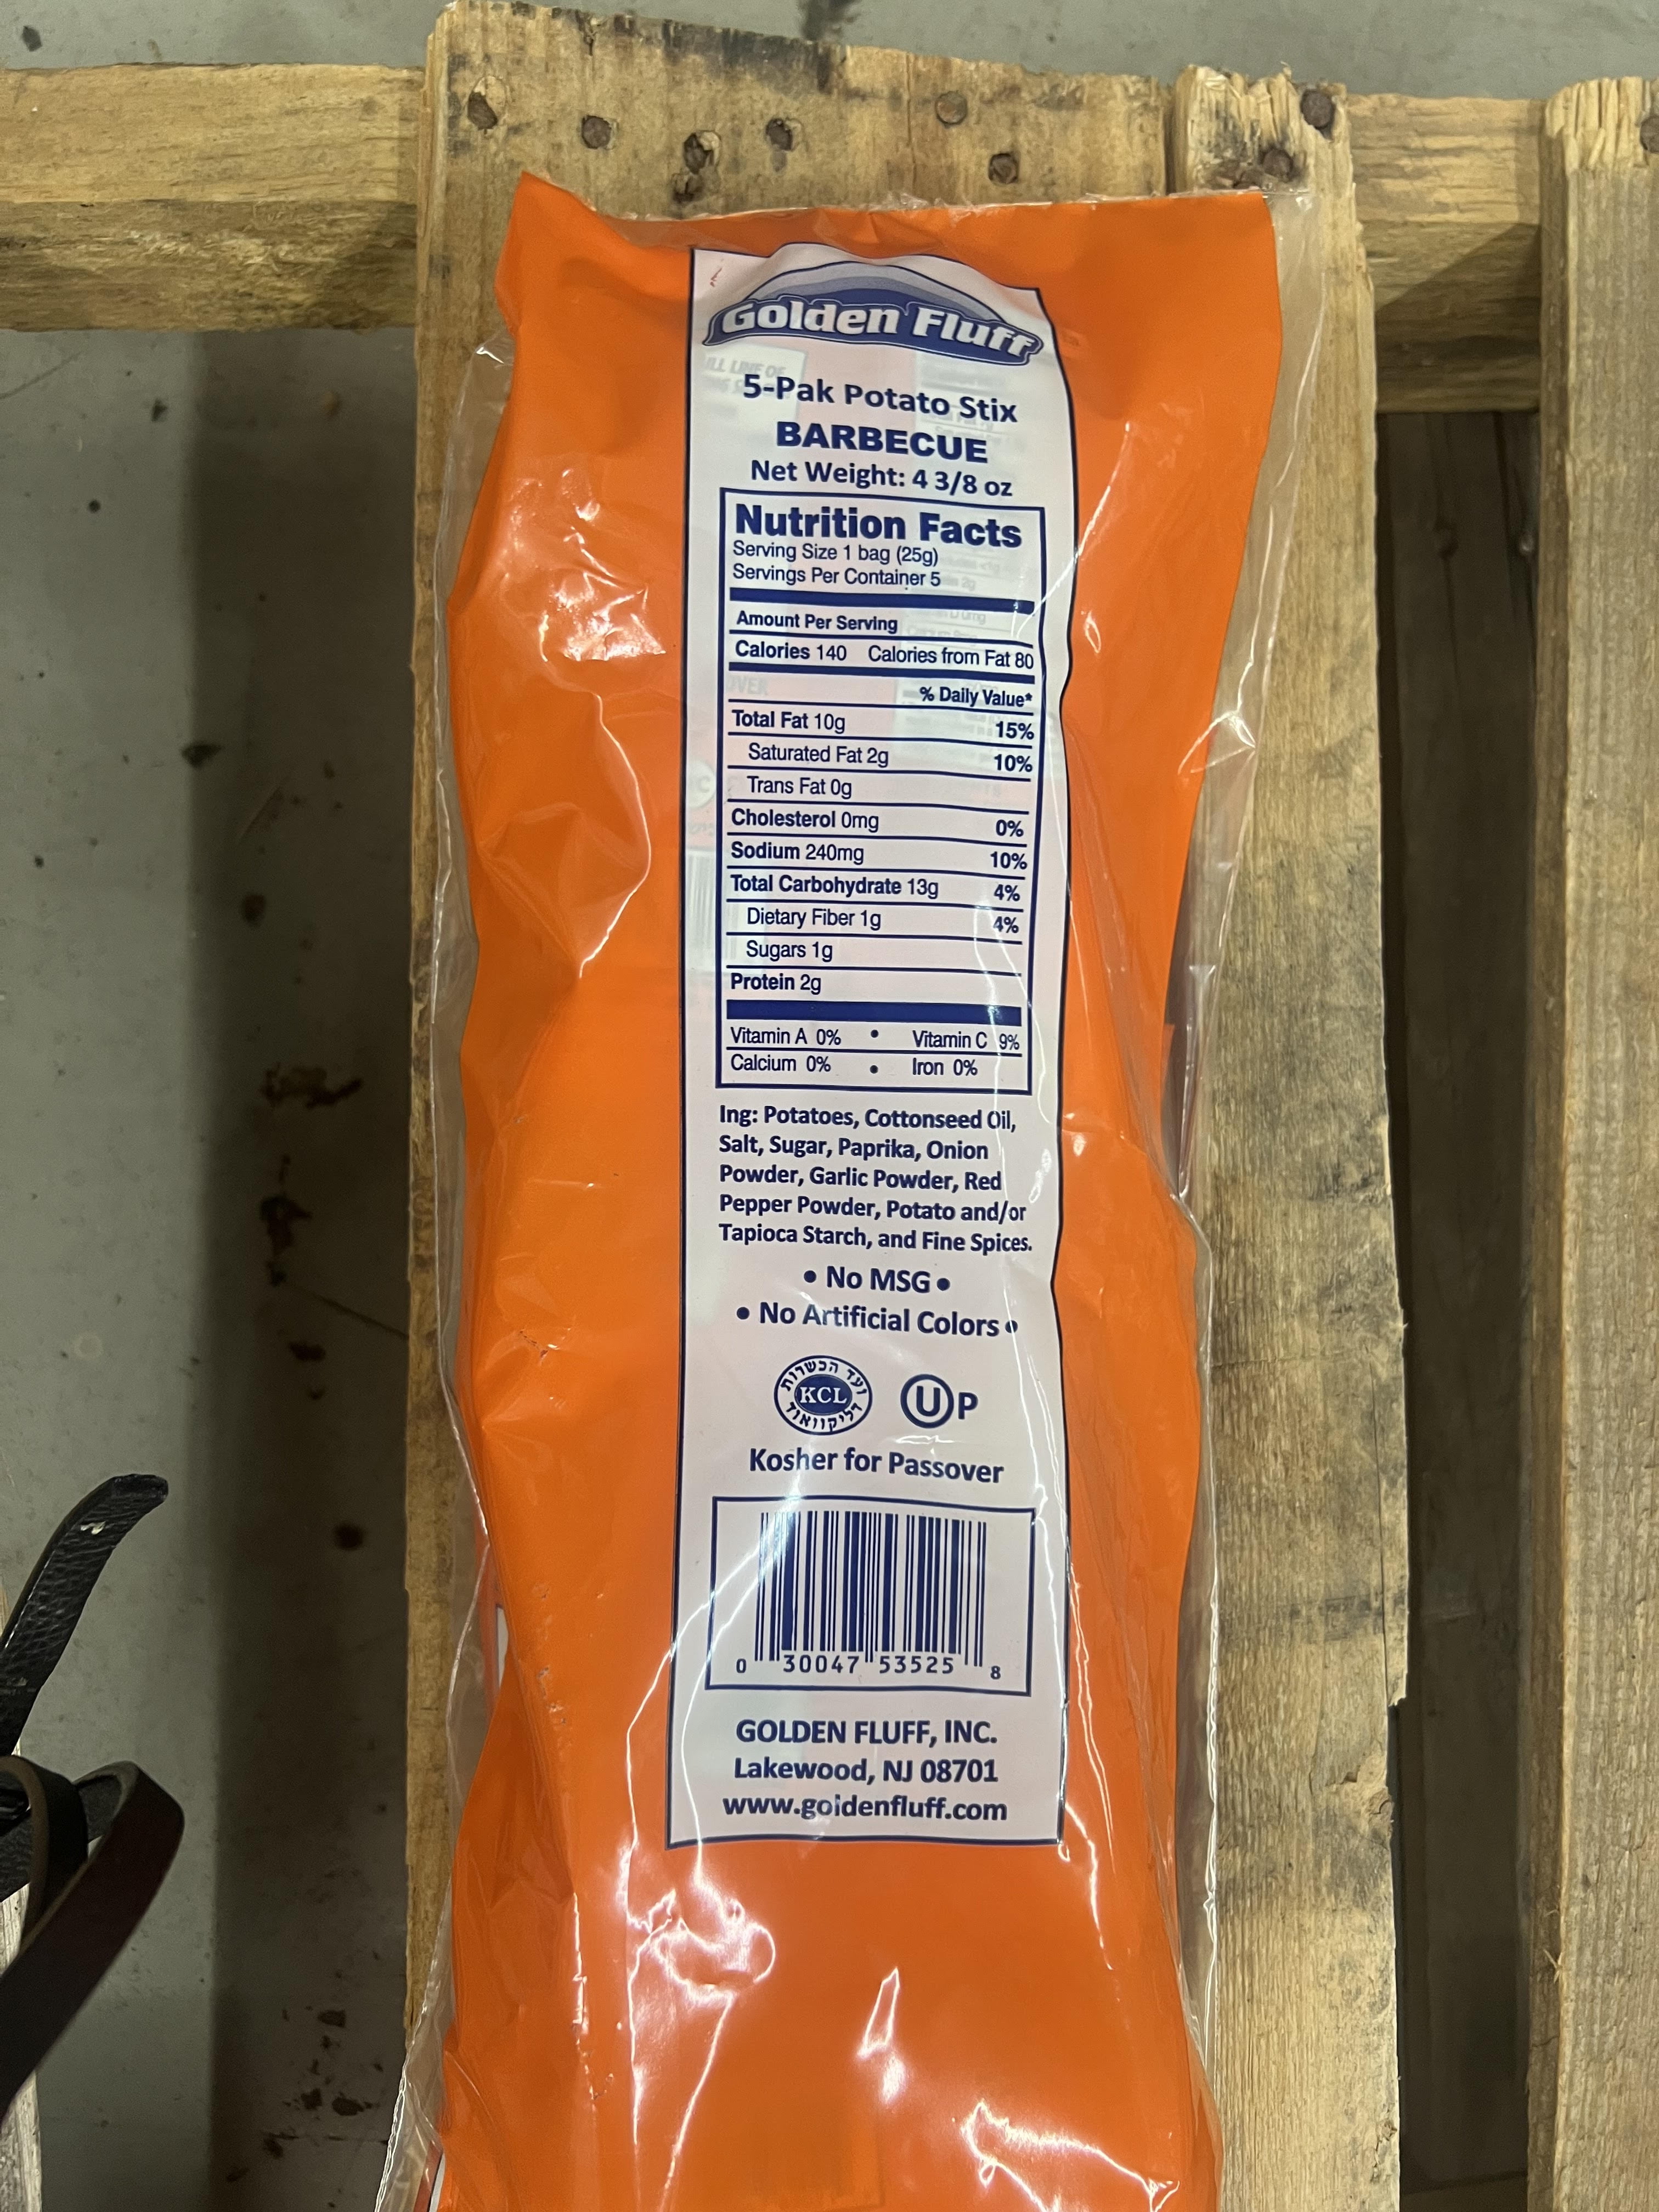 Golden Fluff
5-Pak Potato Stix
BARBECUE
Net Weight: 4 3/8 oz
Nutrition Facts
Serving Size 1 bag (25g)
Servings Per Container 5
Amount Per Serving
Calories 140 Calories from Fat 80
% Daily Value*
Total Fat 10g 15%
Saturated Fat 2g 10%
Trans Fat 0g
Cholesterol 0mg 0%
Sodium 240mg 10%
Total Carbohydrate 13g 4%
Dietary Fiber 1g 4%
Sugars 1g
Protein 2g
Vitamin A 0% • Vitamin C 9%
Calcium 0% • Iron 0%
Ing: Potatoes, Cottonseed Oil,
Salt, Sugar, Paprika, Onion
Powder, Garlic Powder, Red
Pepper Powder, Potato and/or
Tapioca Starch, and Fine Spices.
• No MSG •
• No Artificial Colors •
ועד הכשרות
KCL
דליקוואוד
U P
Kosher for Passover
0 30047 53525 8
GOLDEN FLUFF, INC.
Lakewood, NJ 08701
www.goldenfluff.com